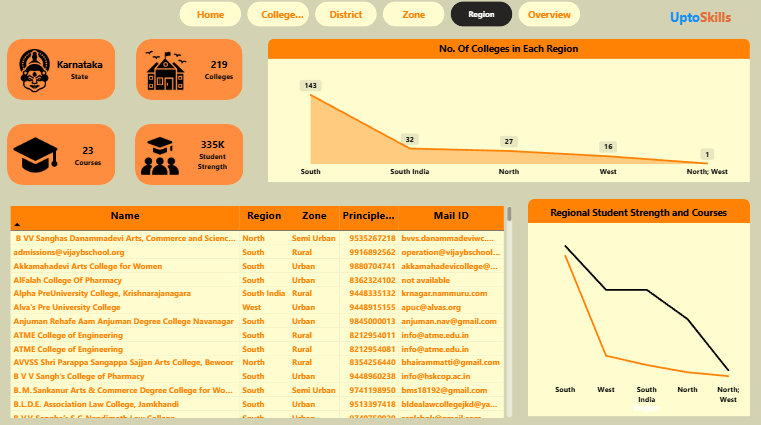 Home
College...
District
Zone
Region
Overview
UptoSkills
Karnataka
State
219
Colleges
23
Courses
335K
Student
Strength
No. Of Colleges in Each Region
143
32
27
16
1
South
South India
North
West
North; West
Name Region Zone Principle... Mail ID
B VV Sanghas Danammadevi Arts, Commerce and Scienc... North Semi Urban 9535267218 bvvs.danammadeviwc....
admissions@vijaybschool.org South Rural 9916892562 operation@vijaybschool...
Akkamahadevi Arts College for Women South Urban 9880704741 akkamahadevicollege@...
AlFalah College Of Pharmacy South Urban 8362324102 not available
Alpha PreUniversity College, Krishnarajanagara South India Rural 9448335132 krnagar.nammuru.com
Alva's Pre University College West Urban 9448915155 apuc@alvas.org
Anjuman Rehafe Aam Anjuman Degree College Navanagar South Urban 9845000013 anjuman.nav@gmail.com
ATME College of Engineering South Rural 8212954011 info@atme.edu.in
ATME College of Engineering South Rural 8212954081 info@atme.edu.in
AVVSS Shri Parappa Sangappa Sajjan Arts College, Bewoor North Rural 8354256440 bhairammatti@gmail.com
B V V Sangh's College of Pharmacy South Urban 9448960238 info@hskcop.ac.in
B.M.Sankanur Arts & Commerce Degree College for Wo... South Semi Urban 9741198950 bms18192@gmail.com
B.L.D.E. Association Law College, Jamkhandi South Urban 9513397418 bldealawcollegejkd@ya...
South Urban
Regional Student Strength and Courses
South
West
South
India
North
North;
West